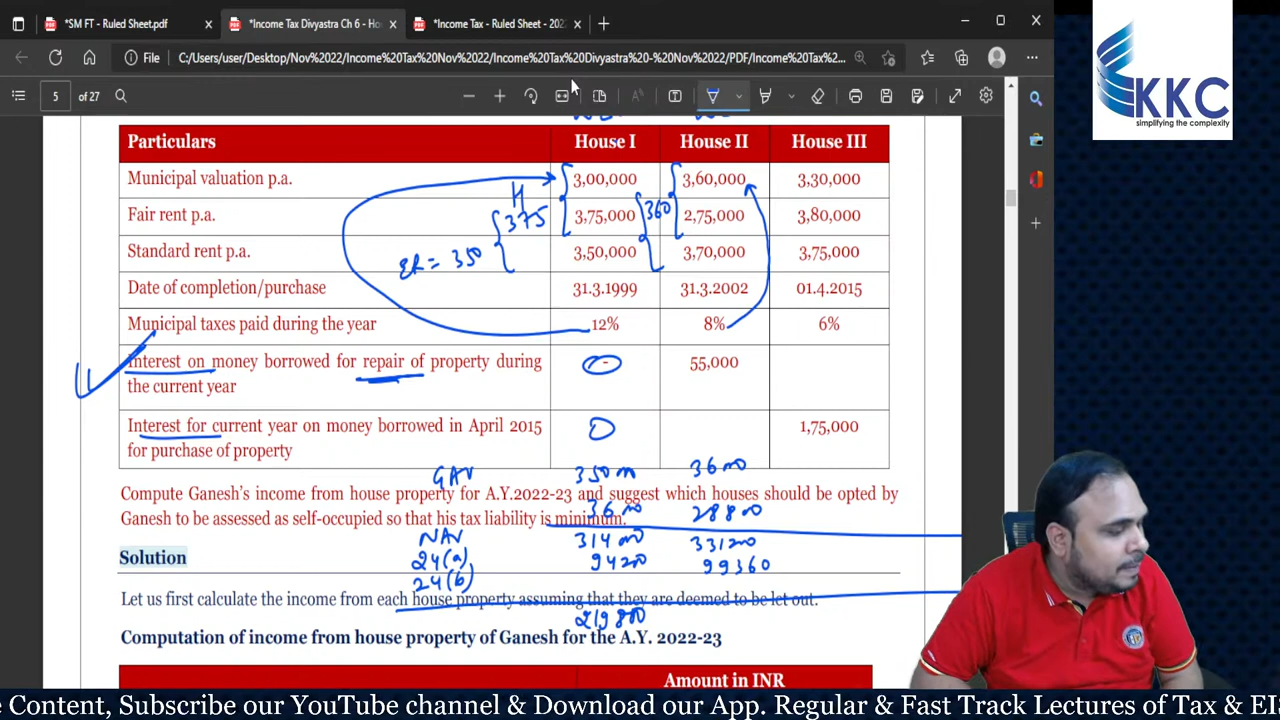 *SM FT - Ruled Sheet.pdf
*Income Tax Divyastra Ch 6 - Ho
*Income Tax - Ruled Sheet - 202
File C:/Users/user/Desktop/Nov%2022/Income%20Tax%20Nov%2022/Income%20Tax%20Divyastra%20-%20Nov%2022/PDF/Income%20Tax%2...
5 of 27
KKC
simplifying the complexity
Particulars House I House II House III
Municipal valuation p.a. 3,00,000 3,60,000 3,30,000
H
Fair rent p.a. 375 3,75,000 360 2,75,000 3,80,000
Standard rent p.a. ER = 350 3,50,000 3,70,000 3,75,000
Date of completion/purchase 31.3.1999 31.3.2002 01.4.2015
Municipal taxes paid during the year 12% 8% 6%
Interest on money borrowed for repair of property during the current year - 55,000
Interest for current year on money borrowed in April 2015 for purchase of property 1,75,000
GAV 350 360
Compute Ganesh's income from house property for A.Y.2022-23 and suggest which houses should be opted by
36 28800
Ganesh to be assessed as self-occupied so that his tax liability is minimum.
NAV 314 331200
Solution 24(a) 94200 99360
24(b)
Let us first calculate the income from each house property assuming that they are deemed to be let out.
219800
Computation of income from house property of Ganesh for the A.Y. 2022-23
Amount in INR
e Content, Subscribe our YouTube channel & Download our App. Regular & Fast Track Lectures of Tax & EIS